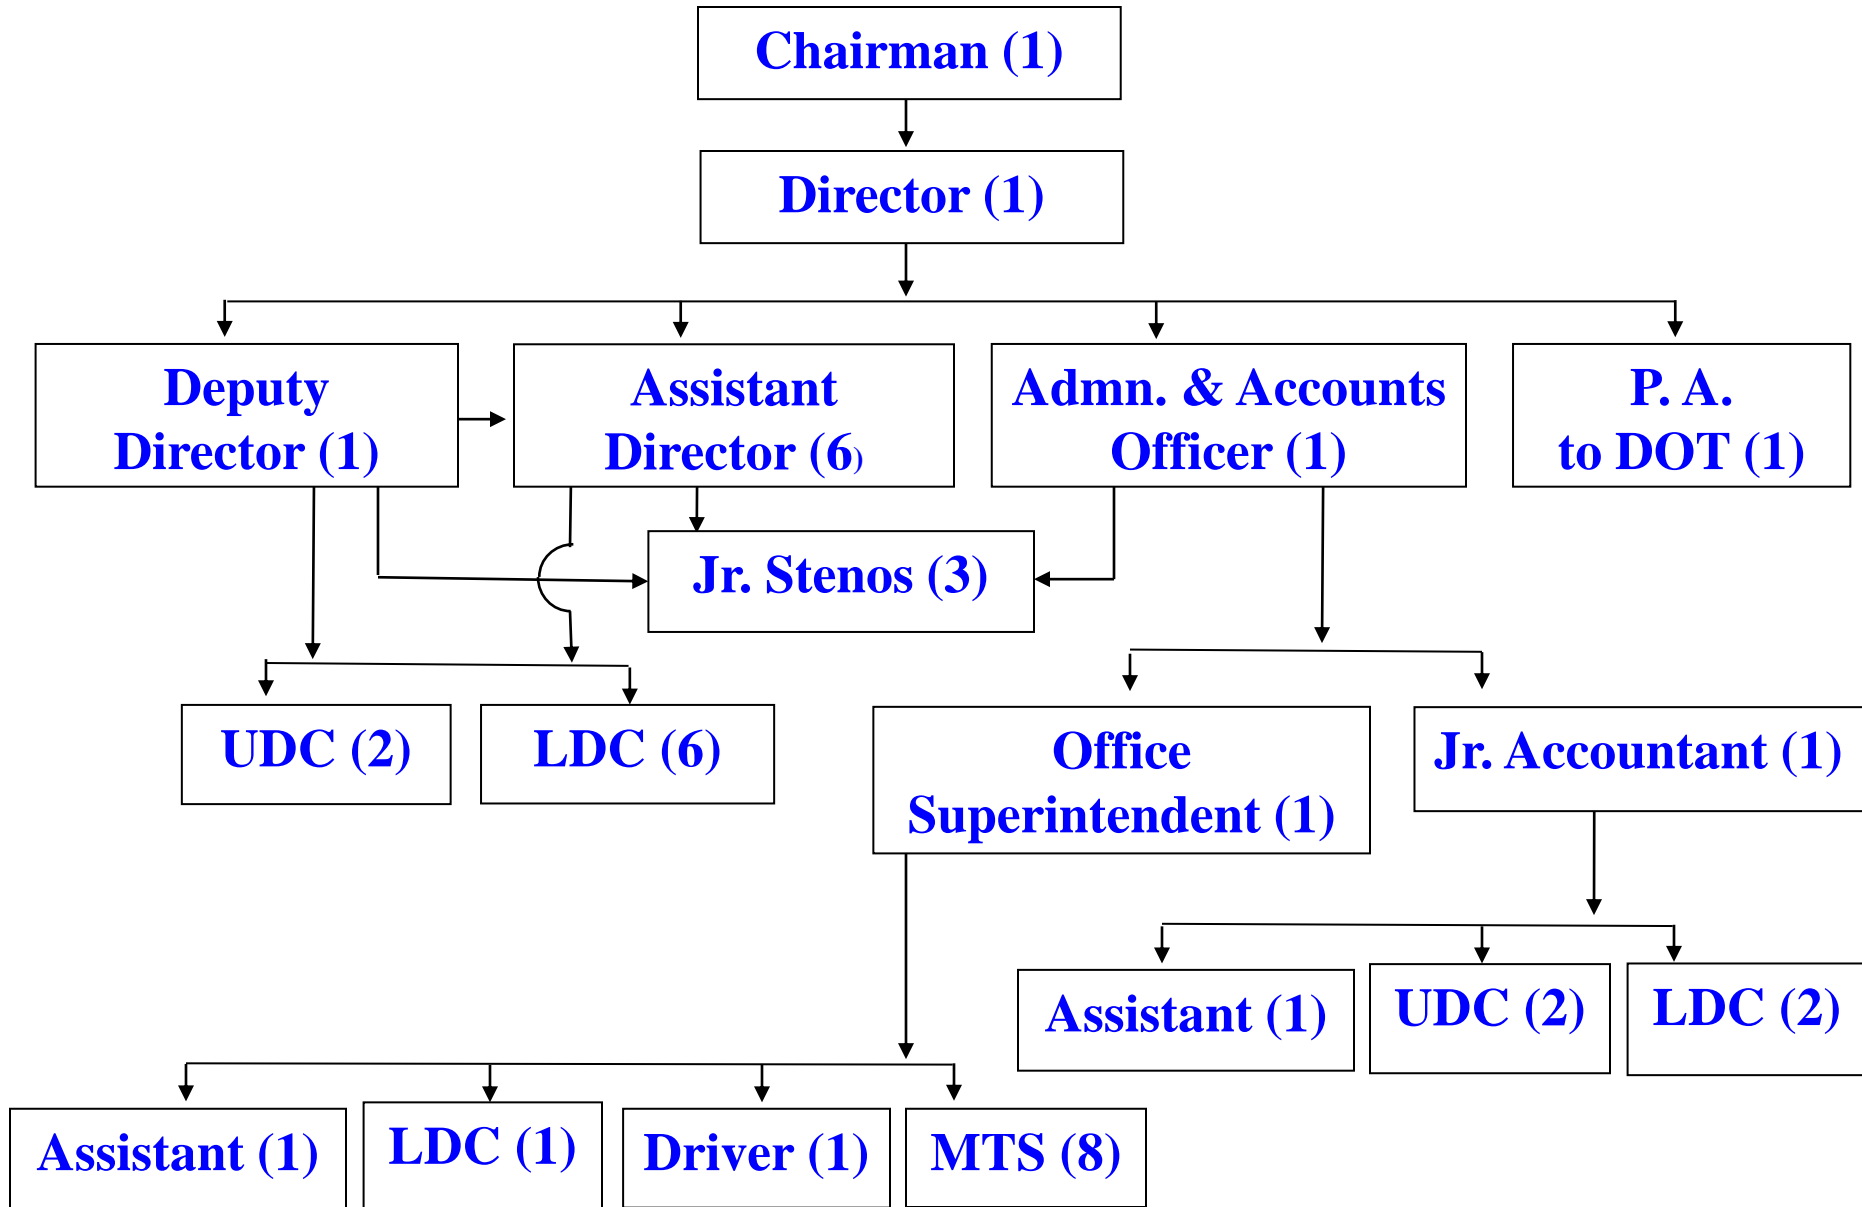 Chairman (1)
Director (1)
Deputy
Director (1)
Assistant
Director (6)
Admn. & Accounts
Officer (1)
P. A.
to DOT (1)
Jr. Stenos (3)
UDC (2)
LDC (6)
Office
Superintendent (1)
Jr. Accountant (1)
Assistant (1)
UDC (2)
LDC (2)
Assistant (1)
LDC (1)
Driver (1)
MTS (8)